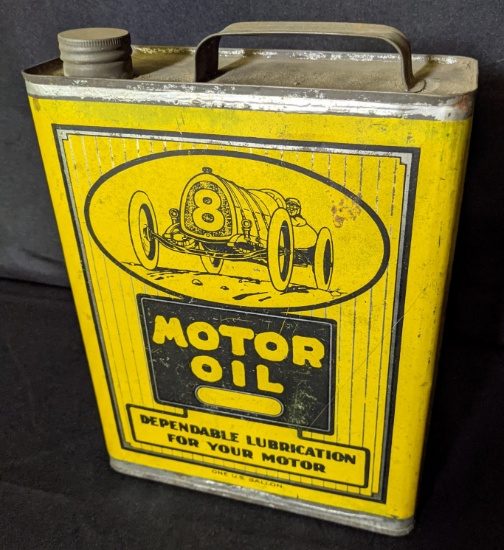 8
MOTOR
OIL
DEPENDABLE LUBRICATION
FOR YOUR MOTOR
ONE U.S. GALLON